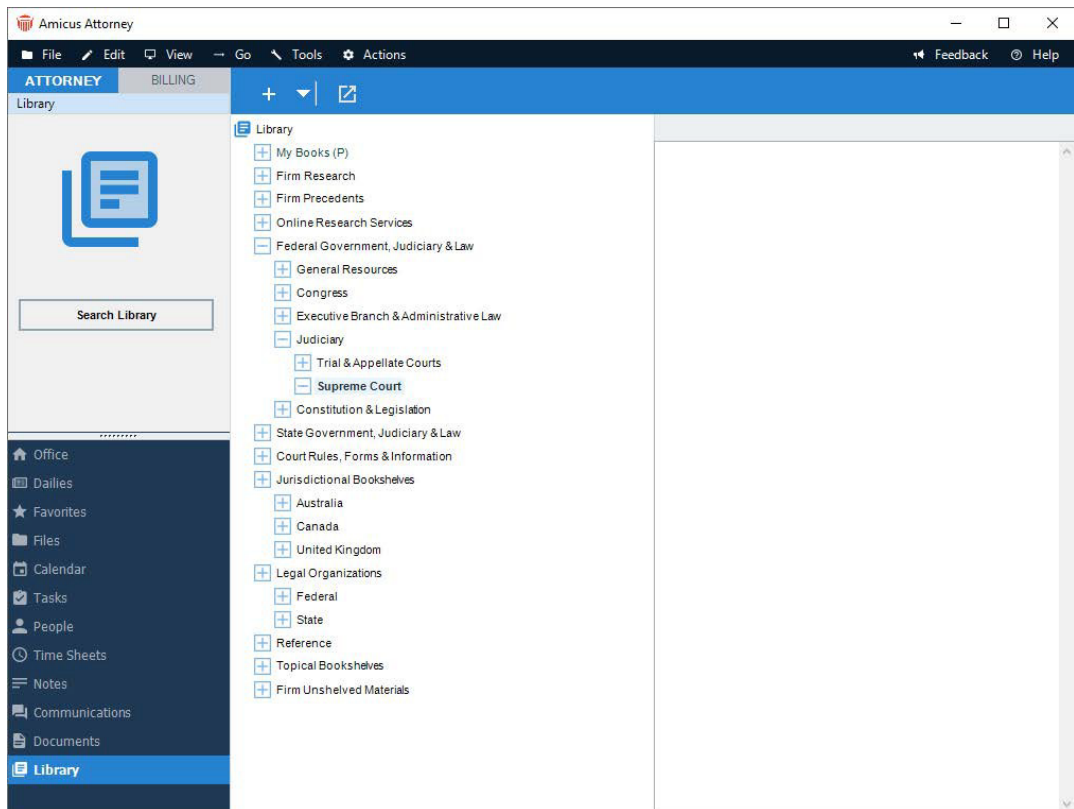 Amicus Attorney
File Edit View Go Tools Actions Feedback Help
ATTORNEY BILLING
Library
Search Library
Office
Dailies
Favorites
Files
Calendar
Tasks
People
Time Sheets
Notes
Communications
Documents
Library
Library
My Books (P)
Firm Research
Firm Precedents
Online Research Services
Federal Government, Judiciary & Law
General Resources
Congress
Executive Branch & Administrative Law
Judiciary
Trial & Appellate Courts
Supreme Court
Constitution & Legislation
State Government, Judiciary & Law
Court Rules, Forms & Information
Jurisdictional Bookshelves
Australia
Canada
United Kingdom
Legal Organizations
Federal
State
Reference
Topical Bookshelves
Firm Unshelved Materials